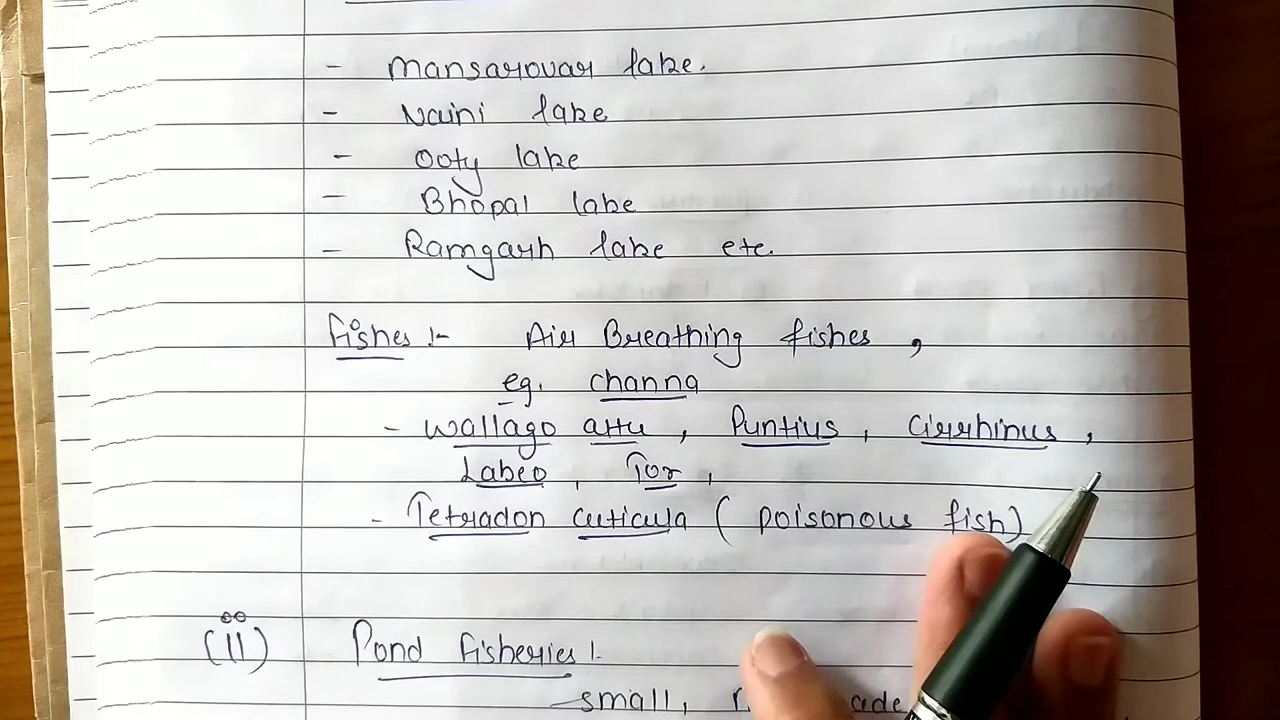 - Mansarovar lake.
- Naini lake
- Ooty lake
- Bhopal lake
- Ramgarh lake etc.
Fishes :- Air Breathing fishes ,
eg. channa
- wallago attu , Puntius , Cirrhinus ,
Labeo , Tor ,
- Tetradon cuticula ( poisonous fish)
(ii) Pond fisheries :-
small,